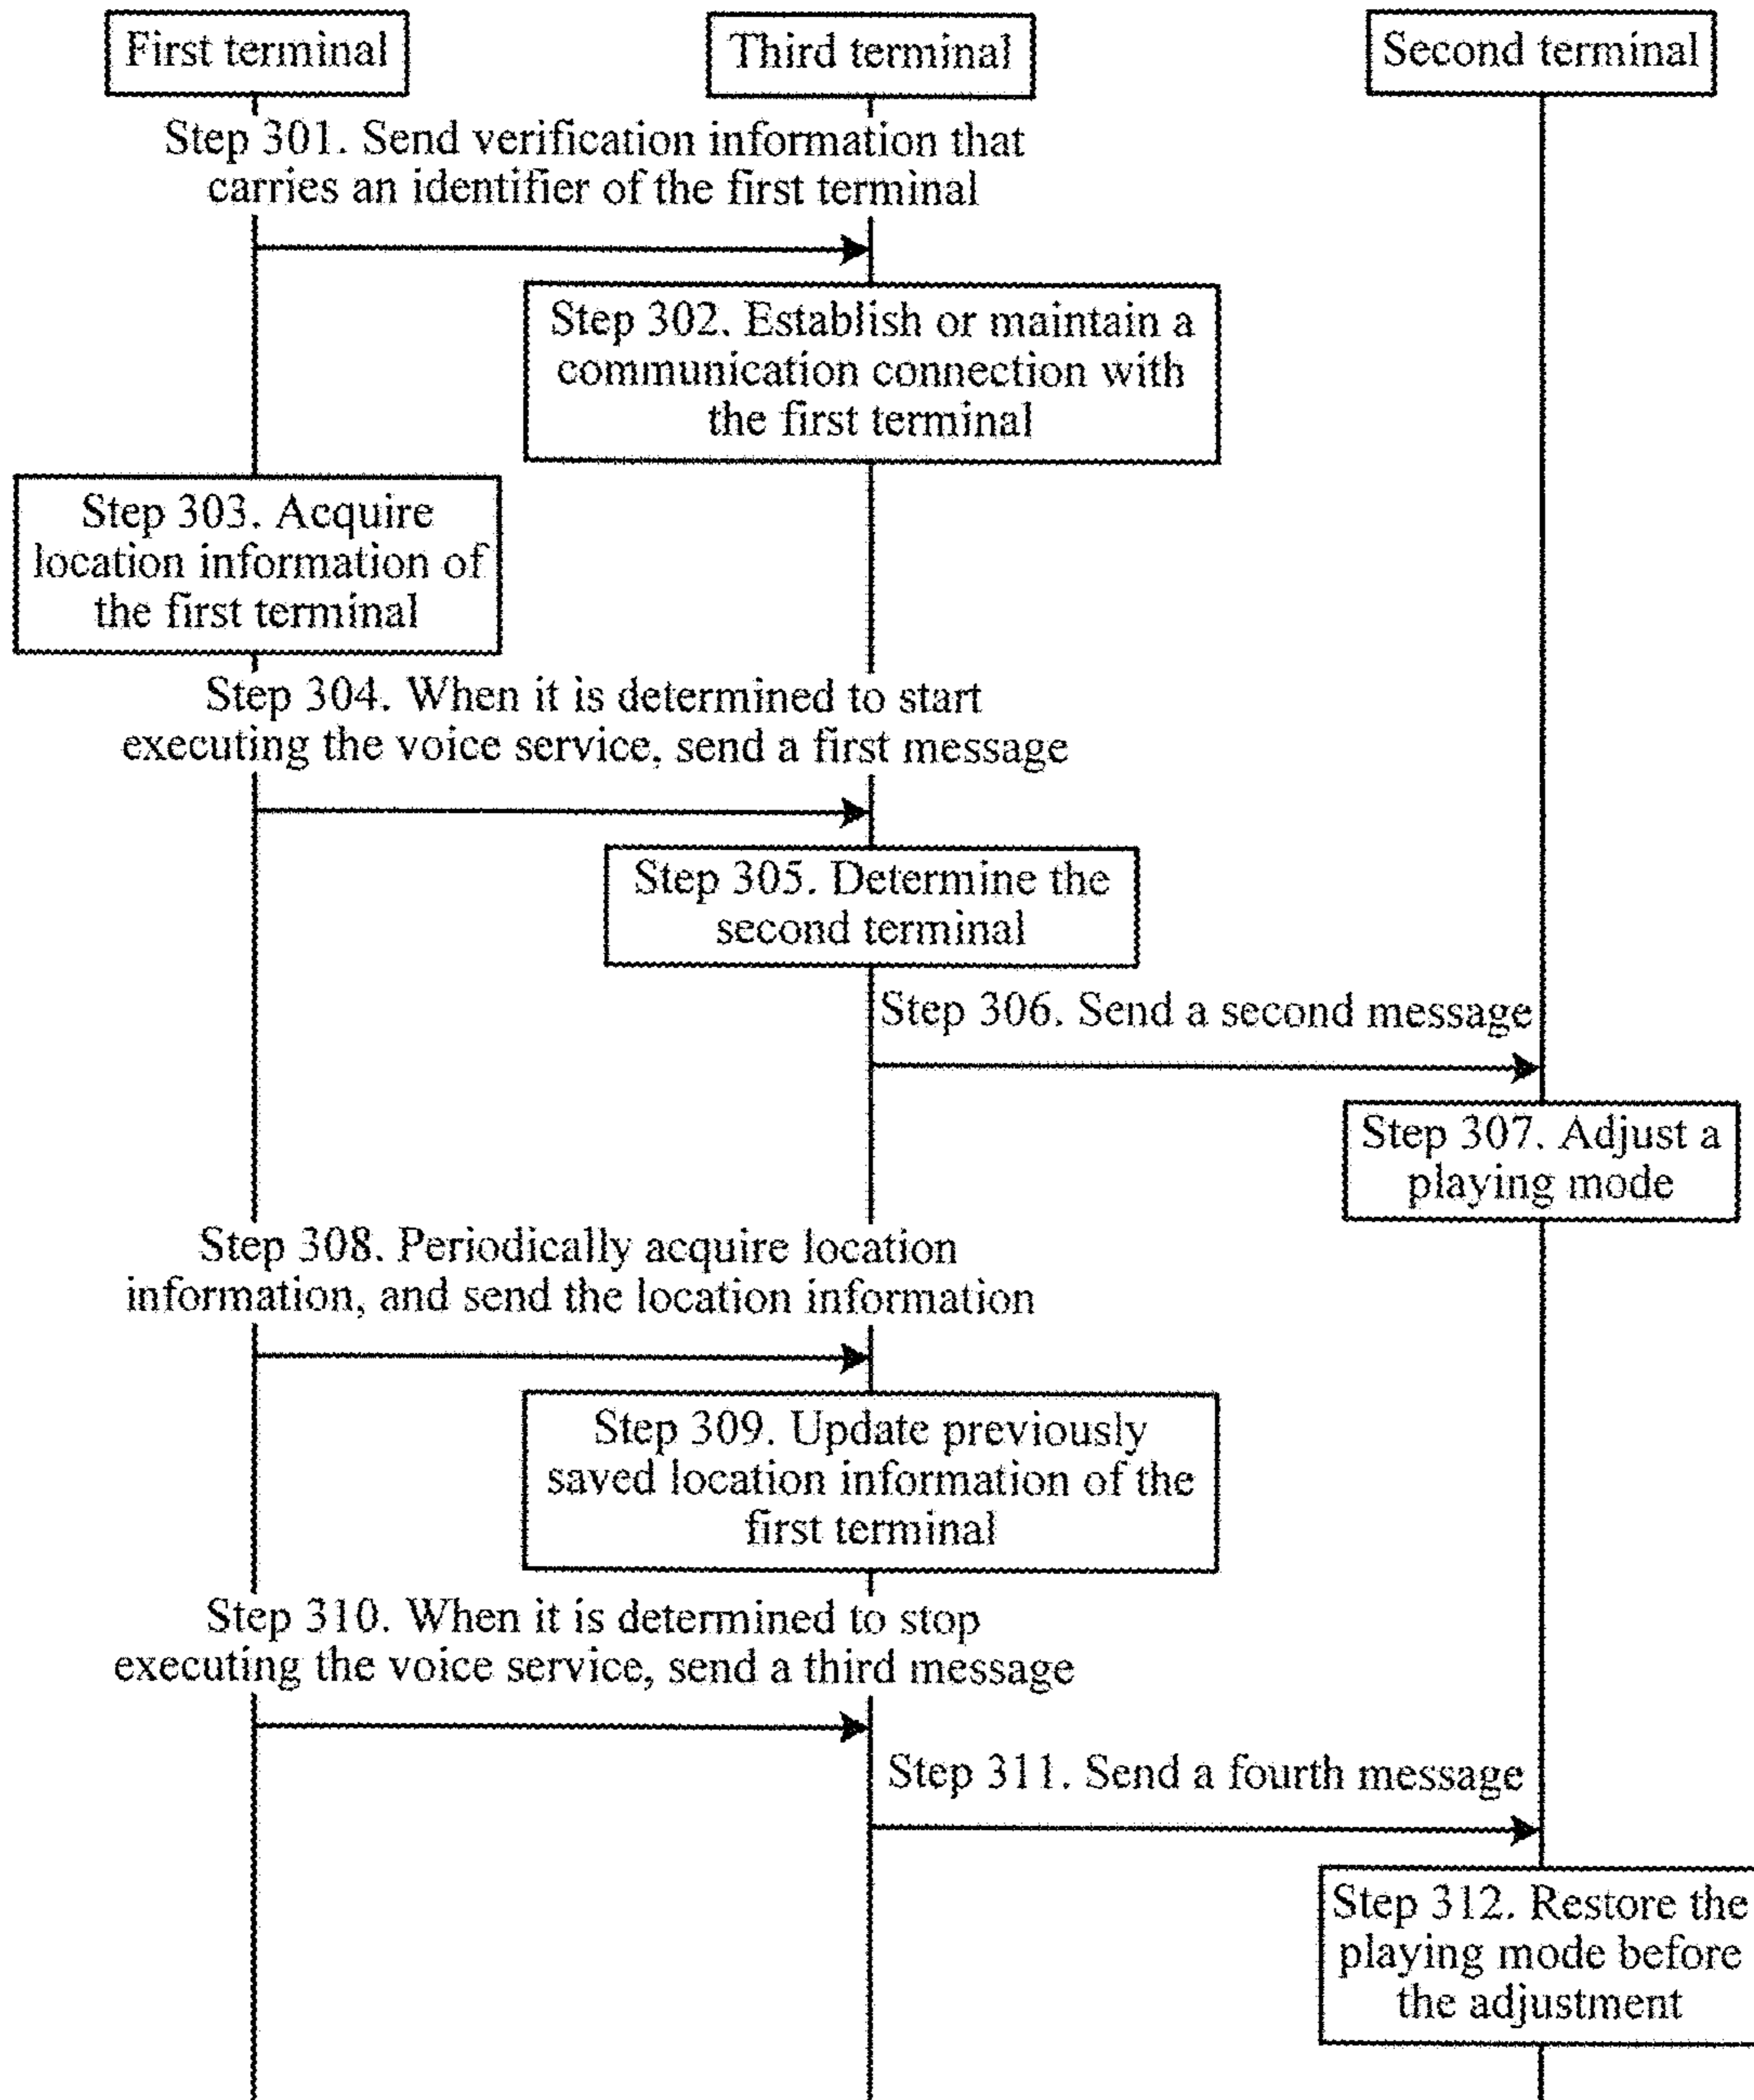 First terminal
Third terminal
Second terminal
Step 301. Send verification information that
carries an identifier of the first terminal
Step 302. Establish or maintain a
communication connection with
the first terminal
Step 303. Acquire
location information of
the first terminal
Step 304. When it is determined to start
executing the voice service, send a first message
Step 305. Determine the
second terminal
Step 306. Send a second message
Step 307. Adjust a
playing mode
Step 308. Periodically acquire location
information, and send the location information
Step 309. Update previously
saved location information of the
first terminal
Step 310. When it is determined to stop
executing the voice service, send a third message
Step 311. Send a fourth message
Step 312. Restore the
playing mode before
the adjustment